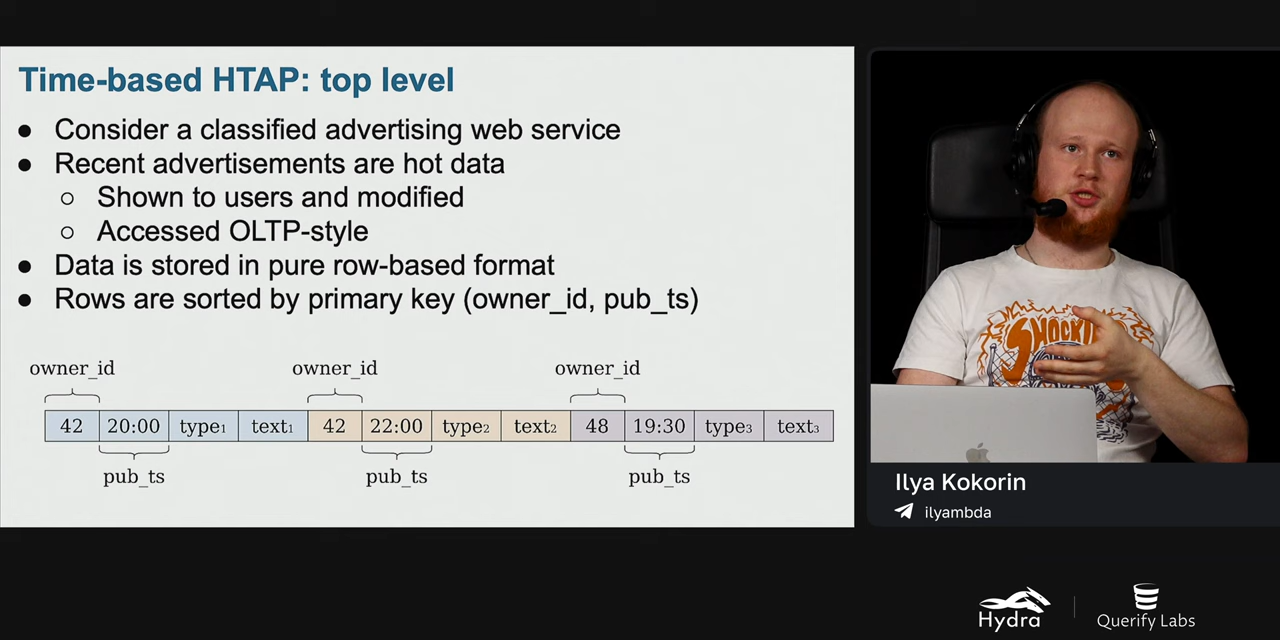 Time-based HTAP: top level
● Consider a classified advertising web service
● Recent advertisements are hot data
○ Shown to users and modified
○ Accessed OLTP-style
● Data is stored in pure row-based format
● Rows are sorted by primary key (owner_id, pub_ts)
owner_id owner_id owner_id
42 20:00 type₁ text₁ 42 22:00 type₂ text₂ 48 19:30 type₃ text₃
pub_ts pub_ts pub_ts
Ilya Kokorin
ilyambda
Hydra
Querify Labs